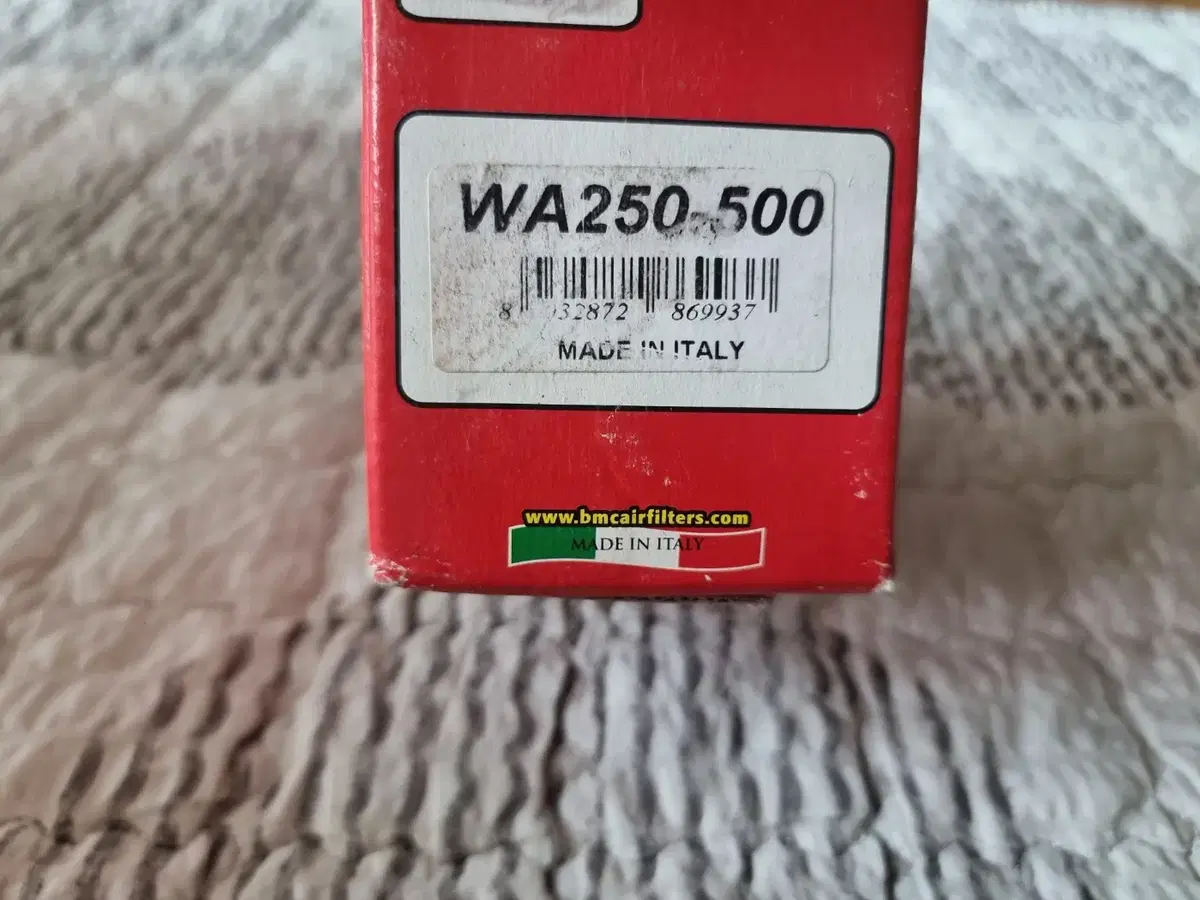 WA250-500
8 032872 869937
MADE IN ITALY
www.bmcairfilters.com
MADE IN ITALY